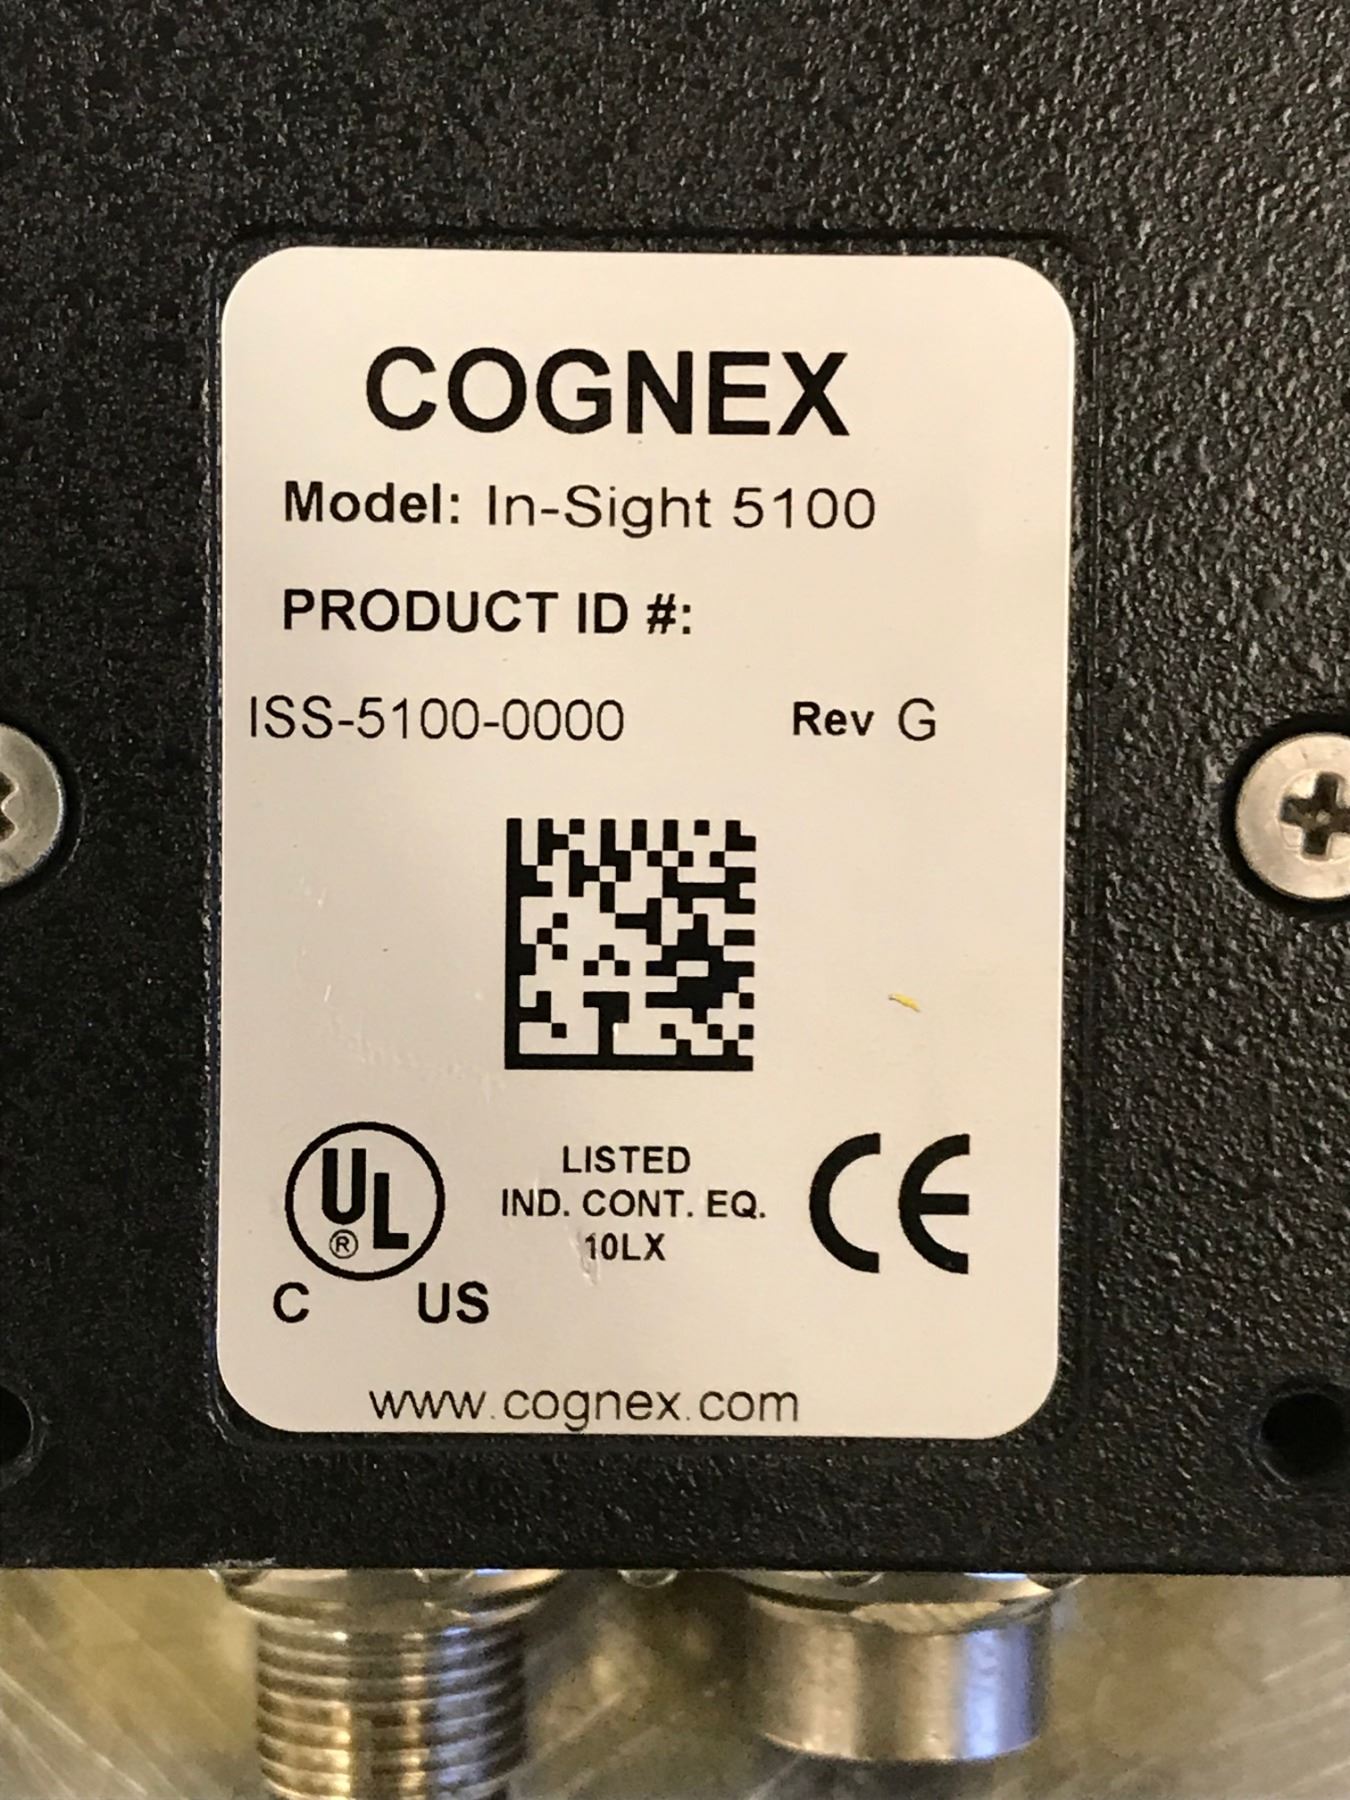 COGNEX
Model: In-Sight 5100
PRODUCT ID #:
ISS-5100-0000 Rev G
UL
®
C US
LISTED
IND. CONT. EQ.
10LX
CE
www.cognex.com